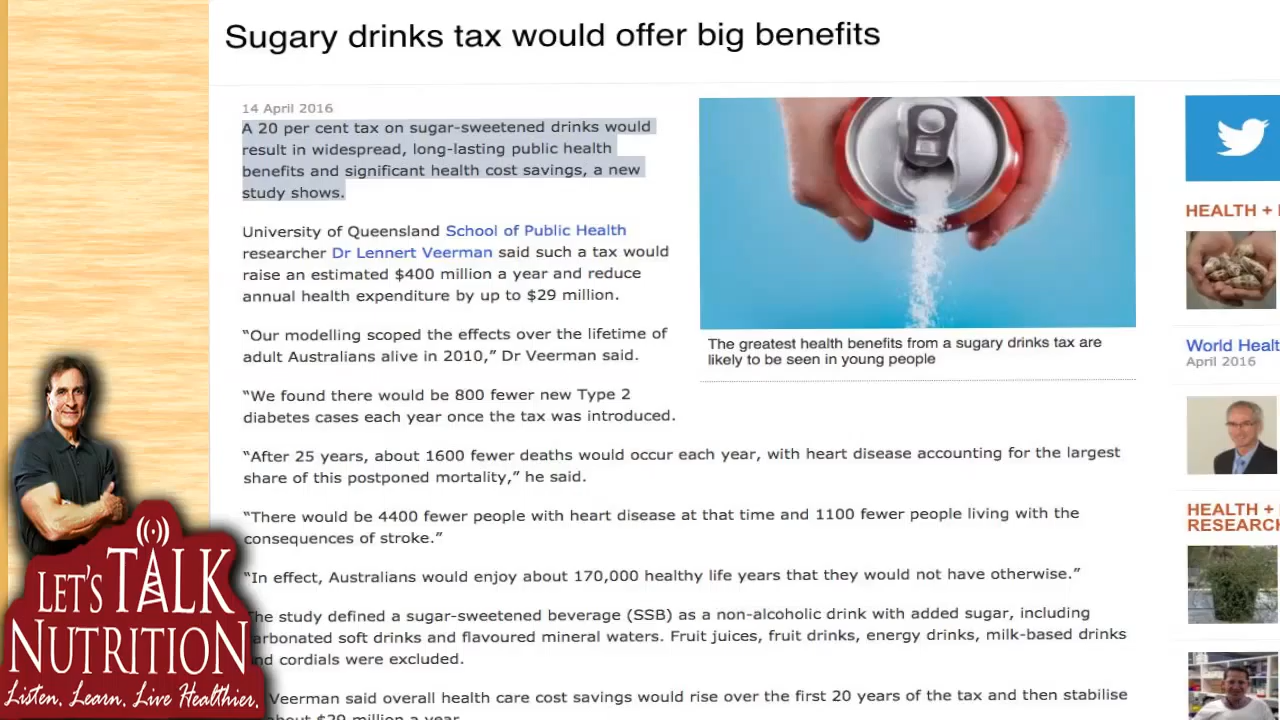 Sugary drinks tax would offer big benefits
14 April 2016
A 20 per cent tax on sugar-sweetened drinks would
result in widespread, long-lasting public health
benefits and significant health cost savings, a new
study shows.
University of Queensland School of Public Health
researcher Dr Lennert Veerman said such a tax would
raise an estimated $400 million a year and reduce
annual health expenditure by up to $29 million.
“Our modelling scoped the effects over the lifetime of
adult Australians alive in 2010,” Dr Veerman said.
“We found there would be 800 fewer new Type 2
diabetes cases each year once the tax was introduced.
The greatest health benefits from a sugary drinks tax are
likely to be seen in young people
“After 25 years, about 1600 fewer deaths would occur each year, with heart disease accounting for the largest
share of this postponed mortality,” he said.
“There would be 4400 fewer people with heart disease at that time and 1100 fewer people living with the
consequences of stroke.”
“In effect, Australians would enjoy about 170,000 healthy life years that they would not have otherwise.”
The study defined a sugar-sweetened beverage (SSB) as a non-alcoholic drink with added sugar, including
carbonated soft drinks and flavoured mineral waters. Fruit juices, fruit drinks, energy drinks, milk-based drinks
and cordials were excluded.
Veerman said overall health care cost savings would rise over the first 20 years of the tax and then stabilise
about $29 million a year
HEALTH +
World Healt
April 2016
HEALTH +
RESEARCH
LET'S TALK
NUTRITION
Listen. Learn. Live Healthier.